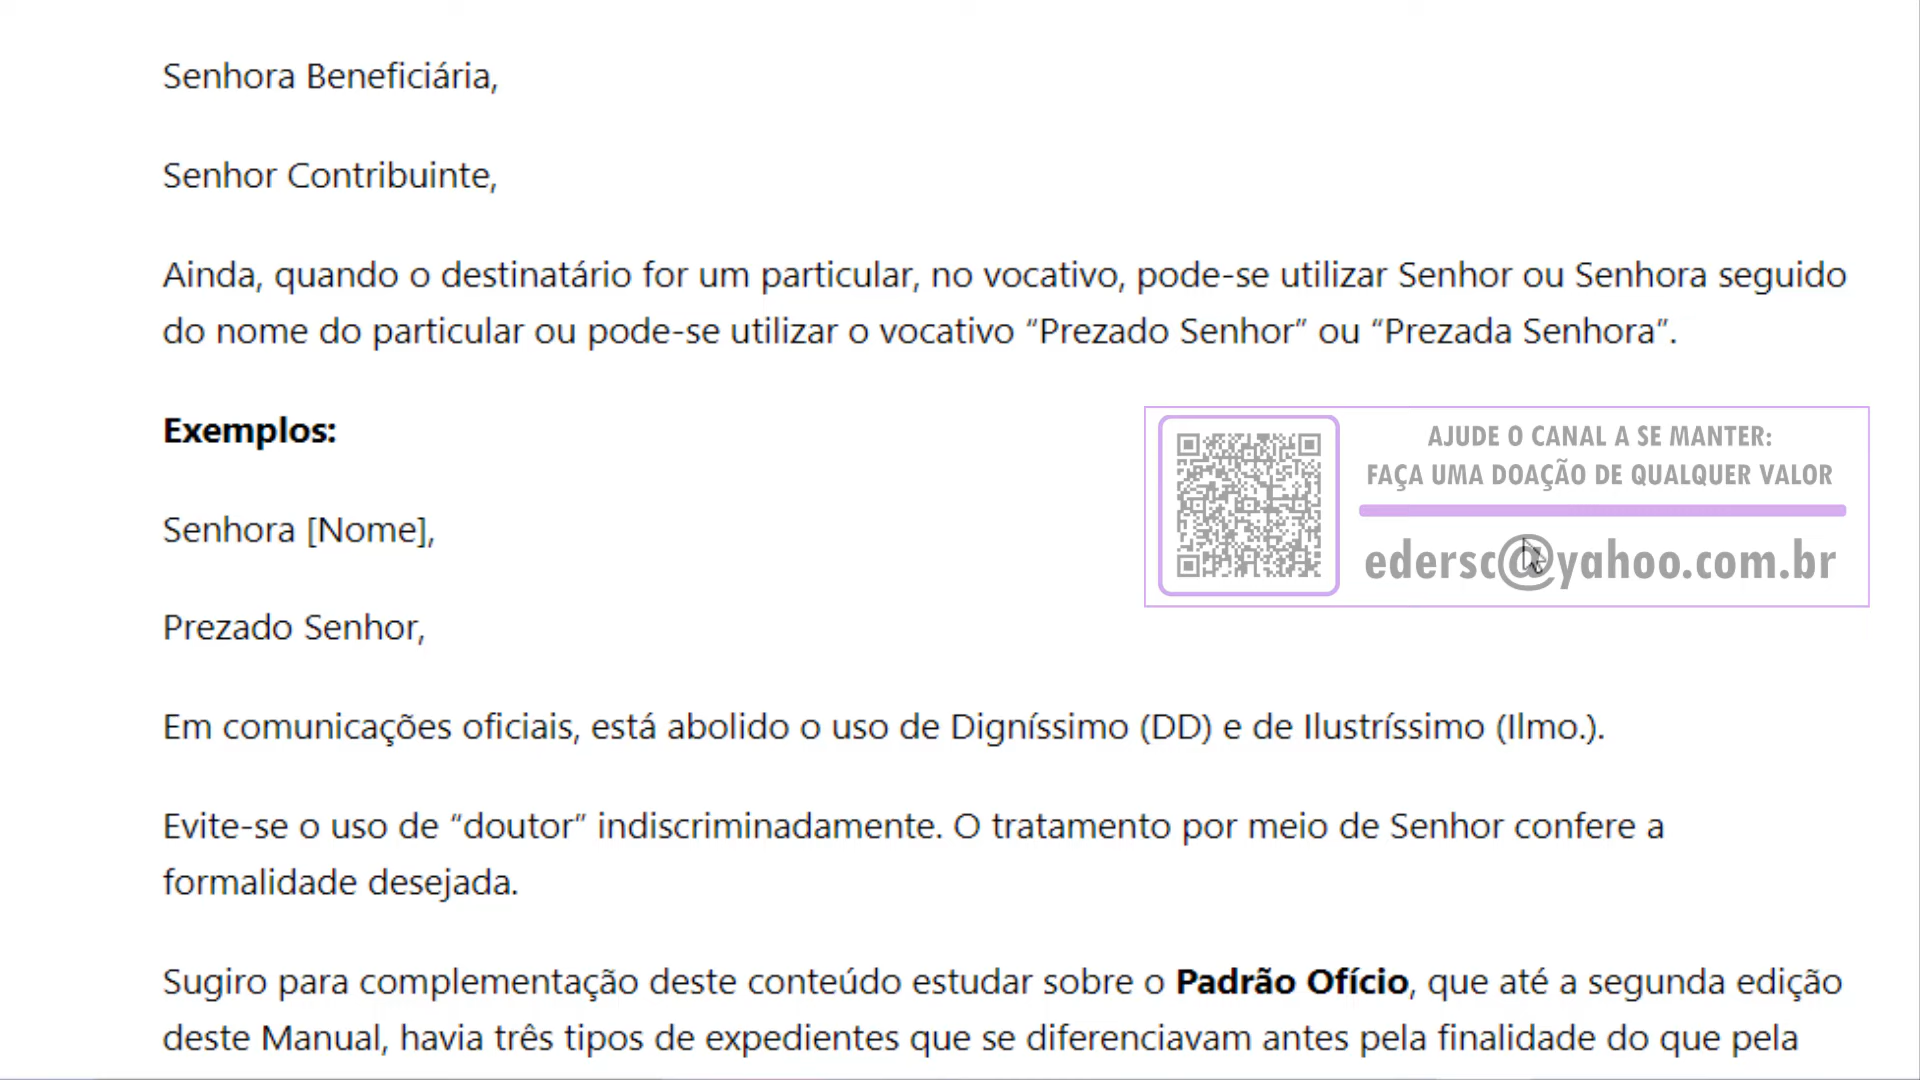 Senhora Beneficiária,
Senhor Contribuinte,
Ainda, quando o destinatário for um particular, no vocativo, pode-se utilizar Senhor ou Senhora seguido
do nome do particular ou pode-se utilizar o vocativo “Prezado Senhor” ou “Prezada Senhora”.
Exemplos:
Senhora [Nome],
Prezado Senhor,
AJUDE O CANAL A SE MANTER:
FAÇA UMA DOAÇÃO DE QUALQUER VALOR
edersc@yahoo.com.br
Em comunicações oficiais, está abolido o uso de Digníssimo (DD) e de Ilustríssimo (Ilmo.).
Evite-se o uso de “doutor” indiscriminadamente. O tratamento por meio de Senhor confere a
formalidade desejada.
Sugiro para complementação deste conteúdo estudar sobre o Padrão Ofício, que até a segunda edição
deste Manual, havia três tipos de expedientes que se diferenciavam antes pela finalidade do que pela